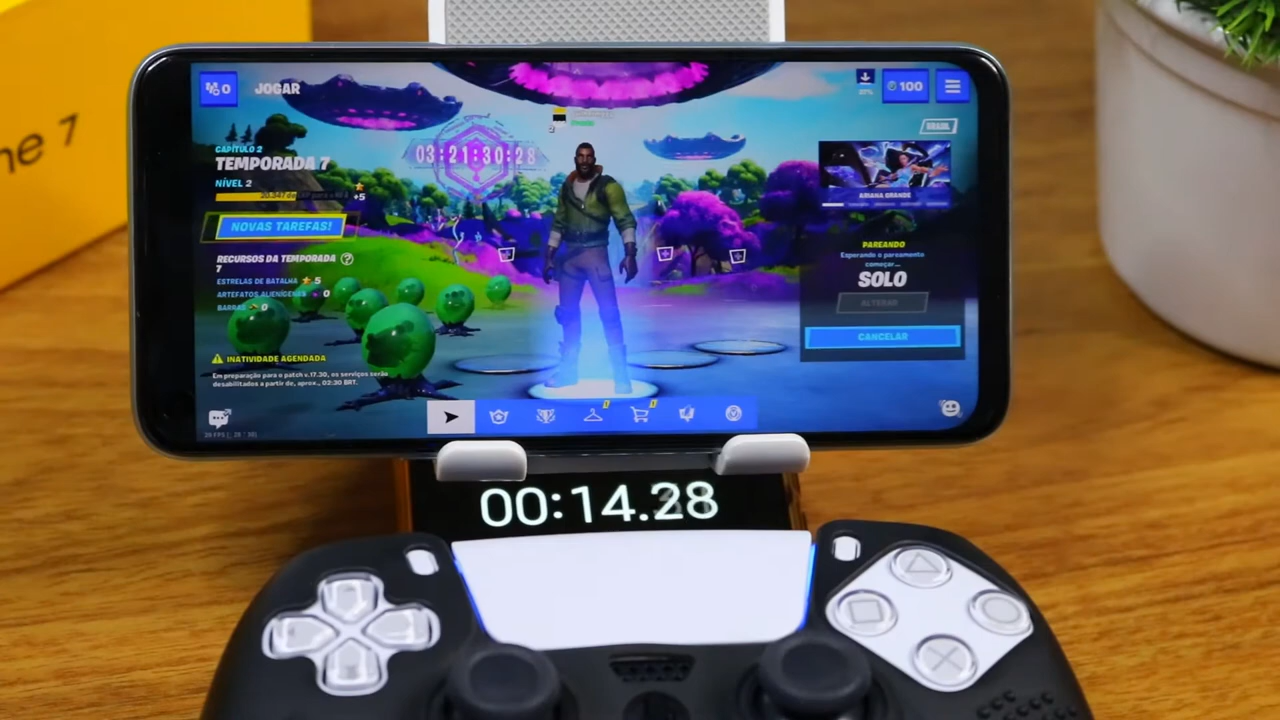 ne 7
0
JOGAR
100
BRASIL
CAPÍTULO 2
TEMPORADA 7
NÍVEL 2
+5
NOVAS TAREFAS!
RECURSOS DA TEMPORADA
7
ESTRELAS DE BATALHA 5
ARTEFATOS ALIENÍGENAS 0
BARRAS 0
INATIVIDADE AGENDADA
Em preparação para o patch v.17.30, os serviços serão
desabilitados a partir de, aprox., 02:30 BRT.
03:21:30:28
2
ARIANA GRANDE
PAREANDO
Esperando o pareamento
começar...
SOLO
ALTERAR
CANCELAR
00:14.28